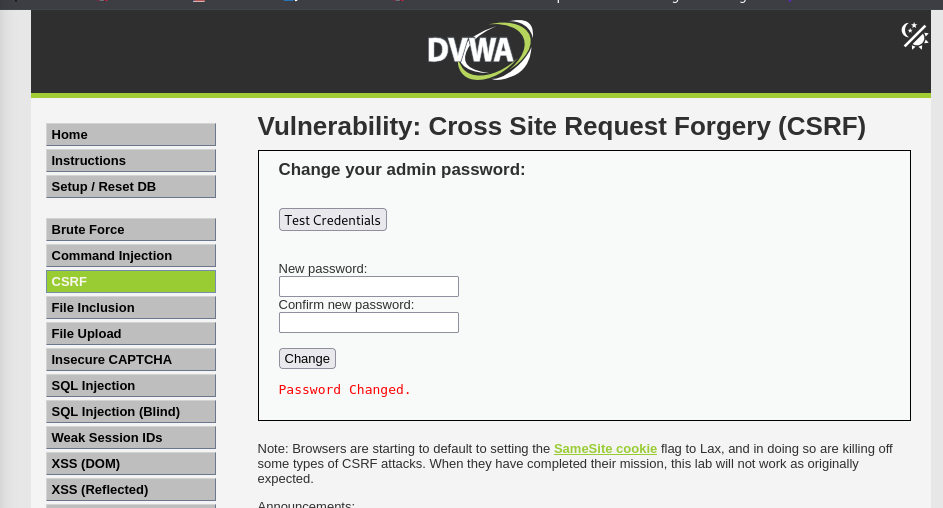 DVWA
Home
Instructions
Setup / Reset DB
Brute Force
Command Injection
CSRF
File Inclusion
File Upload
Insecure CAPTCHA
SQL Injection
SQL Injection (Blind)
Weak Session IDs
XSS (DOM)
XSS (Reflected)
Vulnerability: Cross Site Request Forgery (CSRF)
Change your admin password:
Test Credentials
New password:
Confirm new password:
Change
Password Changed.
Note: Browsers are starting to default to setting the SameSite cookie flag to Lax, and in doing so are killing off
some types of CSRF attacks. When they have completed their mission, this lab will not work as originally
expected.
Announcements: